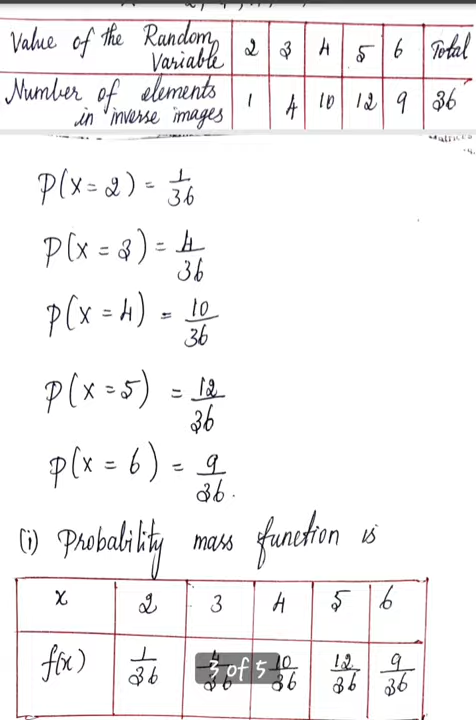 Value of the Random Variable 2 3 4 5 6 Total
Number of elements in inverse images 1 4 10 12 9 36
P(X = 2) = 1/36
P(X = 3) = 4/36
P(X = 4) = 10/36
P(X = 5) = 12/36
P(X = 6) = 9/36.
(i) Probability mass function is
x 2 3 4 5 6
f(x) 1/36 4/36 10/36 12/36 9/36
3 of 5